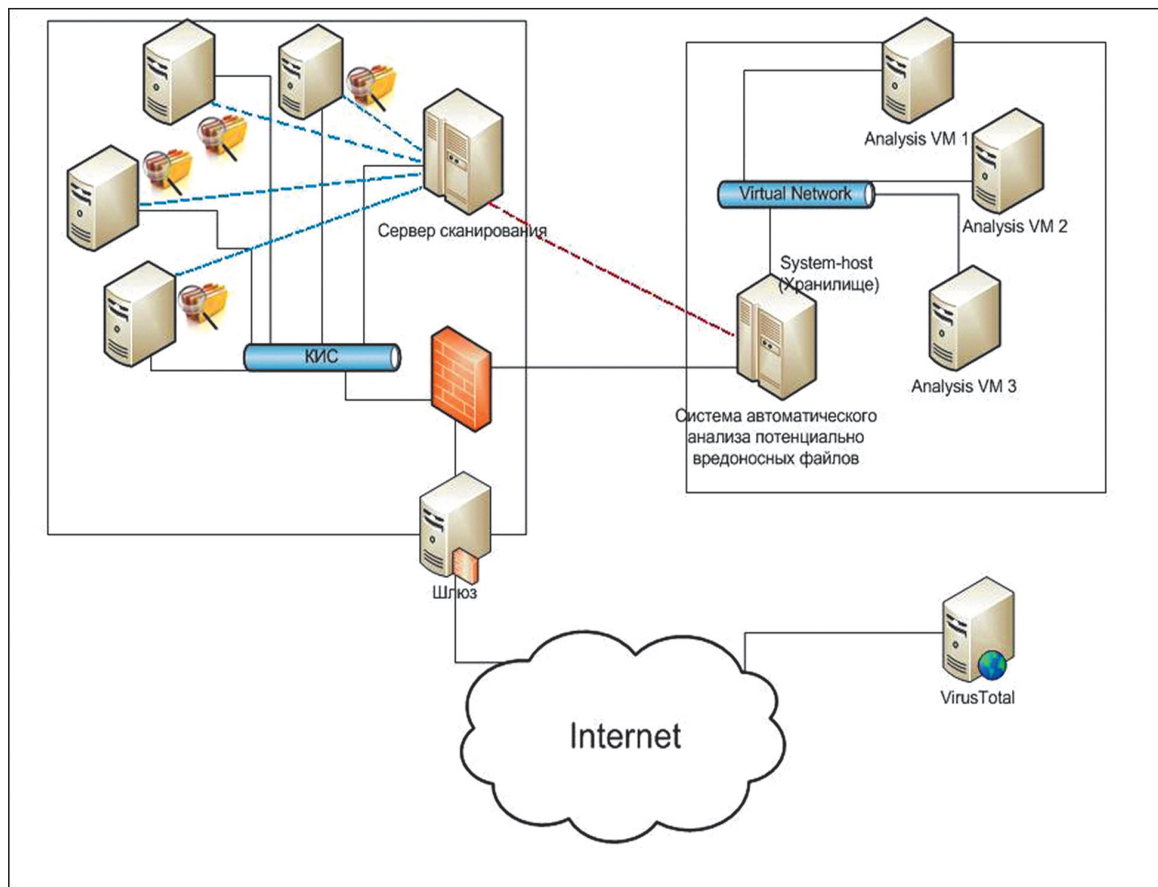 Analysis VM 1
Virtual Network
Analysis VM 2
Сервер сканирования
System-host
(Хранилище)
КИС
Analysis VM 3
Система автоматического
анализа потенциально
вредоносных файлов
Шлюз
VirusTotal
Internet